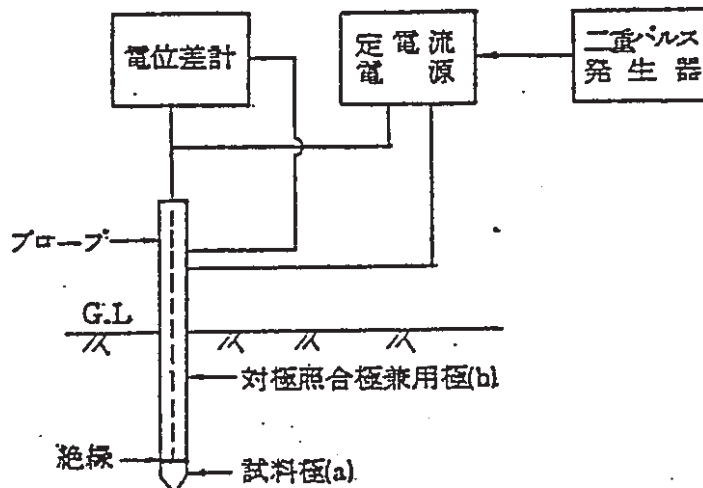 電位差計
定電流
電源
二重パルス
発生器
プローブ
G.L
対極照合極兼用極(b)
絶縁
試料極(a)